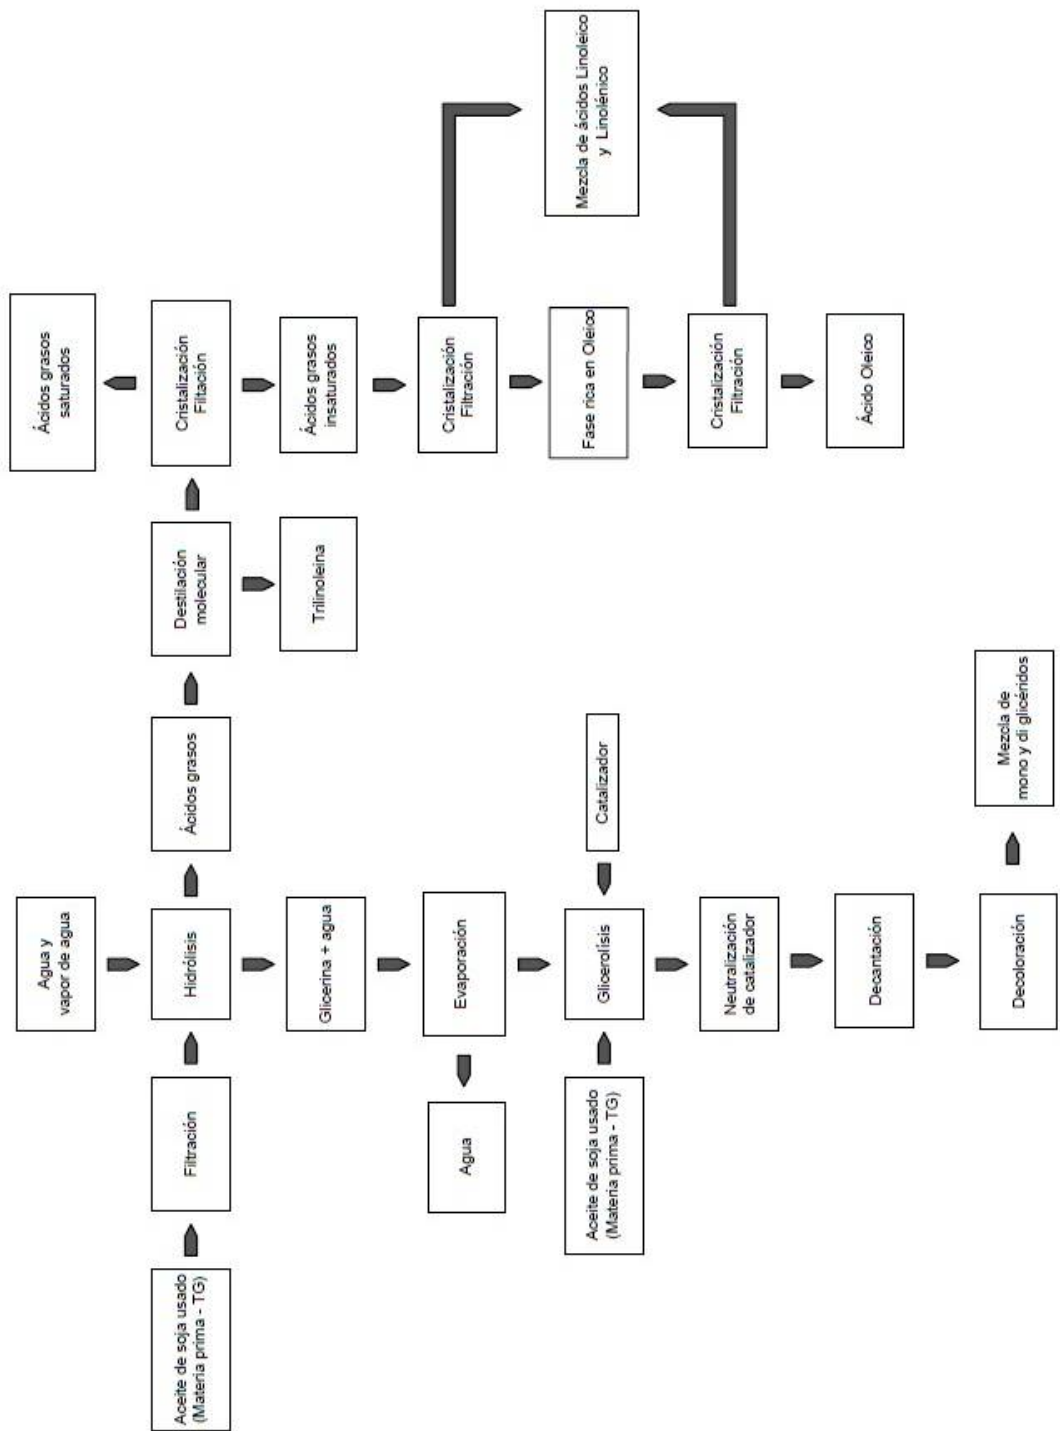 Aceite de soja usado
(Materia prima - TG)
Filtración
Agua y
vapor de agua
Hidrólisis
Ácidos grasos
Destilación
molecular
Trilinoleina
Ácidos grasos
saturados
Cristalización
Filtación
Ácidos grasos
insaturados
Cristalización
Filtración
Fase rica en Oleico
Cristalización
Filtración
Ácido Oleico
Mezcla de ácidos Linoleico
y Linolénico
Glicerina + agua
Evaporación
Agua
Aceite de soja usado
(Materia prima - TG)
Glicerolísis
Catalizador
Neutralización
de catalizador
Decantación
Decoloración
Mezcla de
mono y di glicéridos